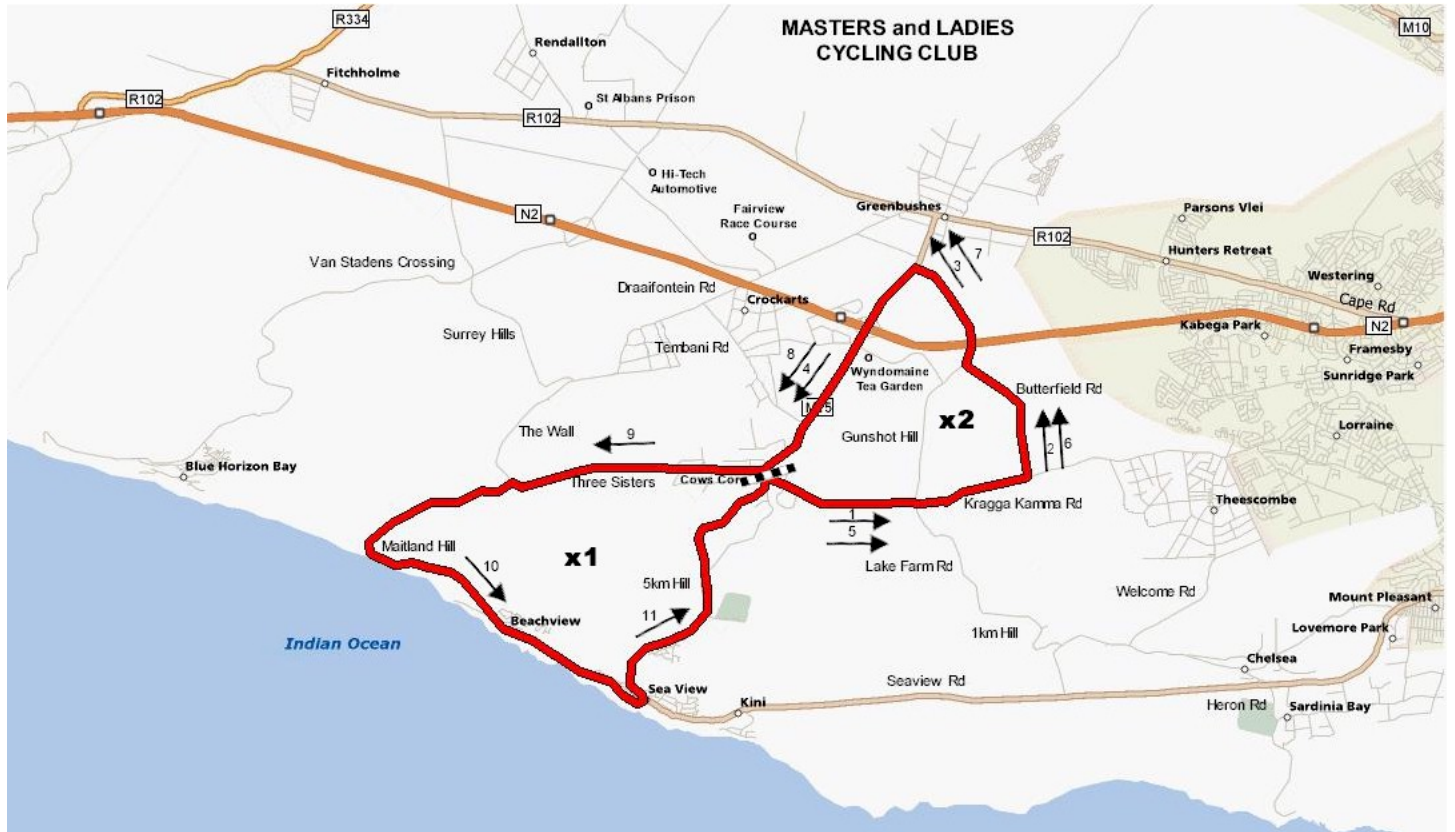 MASTERS and LADIES
CYCLING CLUB
R334
M10
Rendallton
Fitchholme
R102
St Albans Prison
R102
Hi-Tech
Automotive
N2
Fairview
Race Course
Greenbushes
Parsons Vlei
R102
Hunters Retreat
Van Stadens Crossing
3
7
Westering
Draaifontein Rd
Crockarts
Cape Rd
N2
Kabega Park
Surrey Hills
Tembani Rd
8
4
Framesby
Wyndomaine
Tea Garden
Sunridge Park
Butterfield Rd
x2
Lorraine
The Wall
9
Gunshot Hill
2
6
Blue Horizon Bay
Three Sisters
Cows
Kragga Kamma Rd
Theescombe
1
5
Maitland Hill
x1
10
5km Hill
Lake Farm Rd
Welcome Rd
Mount Pleasant
Beachview
11
1km Hill
Lovemore Park
Indian Ocean
Chelsea
Sea View
Seaview Rd
Kini
Heron Rd
Sardinia Bay